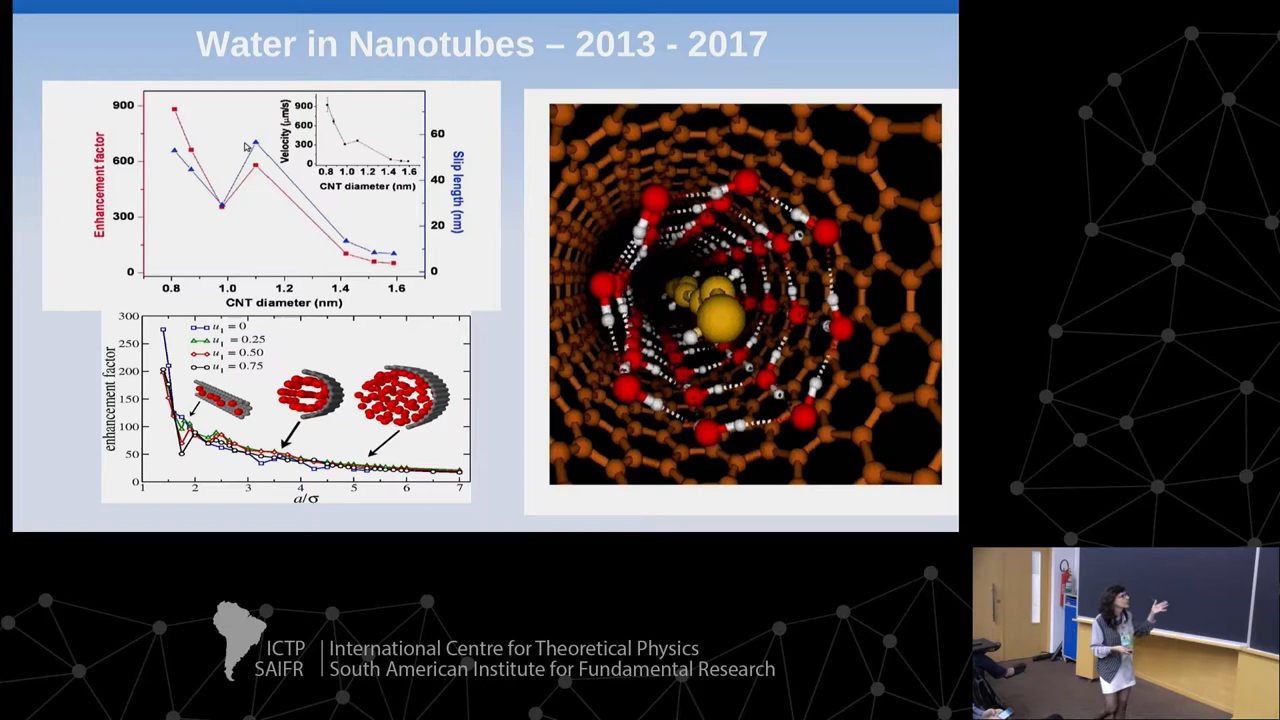 Water in Nanotubes – 2013 - 2017
Enhancement factor
900
600
300
0
0.8 1.0 1.2 1.4 1.6
CNT diameter (nm)
Slip length (nm)
60
40
20
0
Velocity (µm/s)
900
600
300
0
0.8 1.0 1.2 1.4 1.6
CNT diameter (nm)
enhancement factor
300
250
200
150
100
50
0
u₁ = 0
u₁ = 0.25
u₁ = 0.50
u₁ = 0.75
1 2 3 4 5 6 7
a/σ
ICTP
SAIFR
International Centre for Theoretical Physics
South American Institute for Fundamental Research